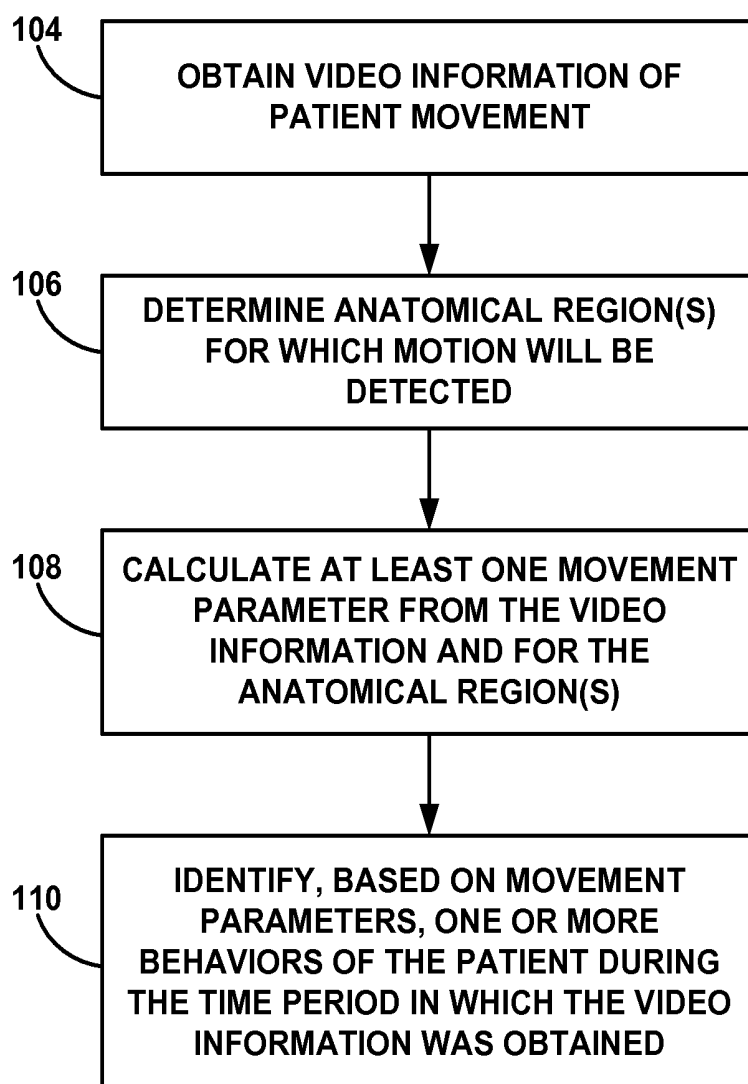 104
OBTAIN VIDEO INFORMATION OF
PATIENT MOVEMENT
106
DETERMINE ANATOMICAL REGION(S)
FOR WHICH MOTION WILL BE
DETECTED
108
CALCULATE AT LEAST ONE MOVEMENT
PARAMETER FROM THE VIDEO
INFORMATION AND FOR THE
ANATOMICAL REGION(S)
110
IDENTIFY, BASED ON MOVEMENT
PARAMETERS, ONE OR MORE
BEHAVIORS OF THE PATIENT DURING
THE TIME PERIOD IN WHICH THE VIDEO
INFORMATION WAS OBTAINED